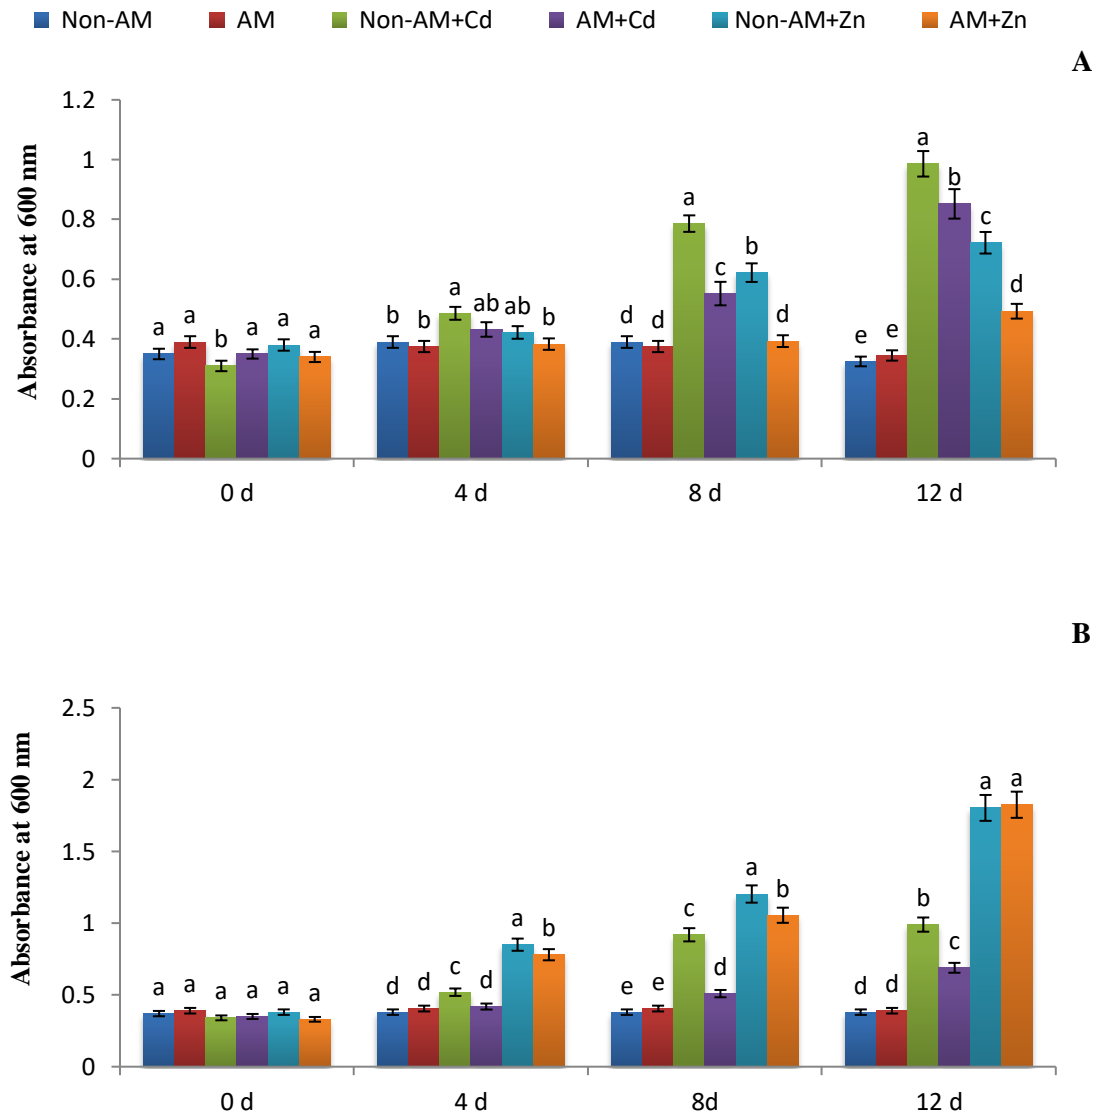 Non-AM AM Non-AM+Cd AM+Cd Non-AM+Zn AM+Zn
A
Absorbance at 600 nm
1.2
1
0.8
0.6
0.4
0.2
0
a a b a a a
b b a ab ab b
d d a c b d
e e a b c d
0 d 4 d 8 d 12 d
B
Absorbance at 600 nm
2.5
2
1.5
1
0.5
0
a a a a a a
d d c d a b
e e c d a b
d d b c a a
0 d 4 d 8d 12 d